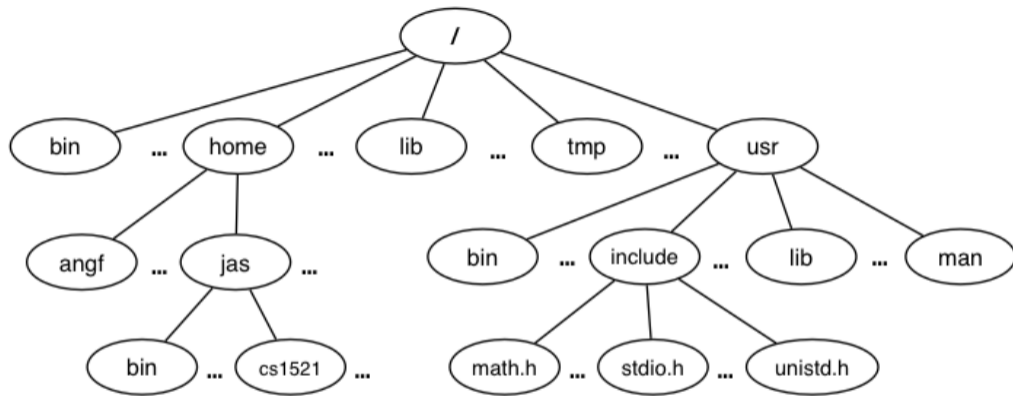 /
bin ... home ... lib ... tmp ... usr
angf ... jas ... bin ... include ... lib ... man
bin ... cs1521 ... math.h ... stdio.h ... unistd.h